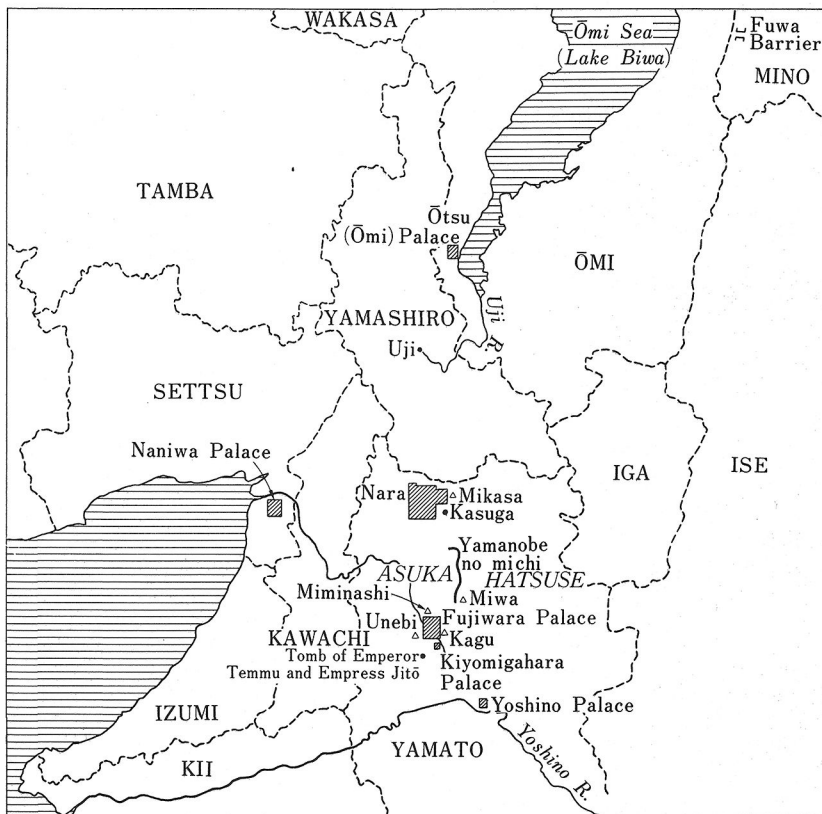 WAKASA
Ōmi Sea
(Lake Biwa)
Fuwa
Barrier
MINO
TAMBA
Ōtsu
(Ōmi) Palace
ŌMI
YAMASHIRO
Uji R.
Uji
SETTSU
Naniwa Palace
IGA
ISE
Nara
Mikasa
Kasuga
Yamanobe
no michi
ASUKA
HATSUSE
Miminashi
Miwa
Unebi
Fujiwara Palace
KAWACHI
Kagu
Tomb of Emperor
Temmu and Empress Jitō
Kiyomigahara
Palace
IZUMI
Yoshino Palace
YAMATO
Yoshino R.
KII